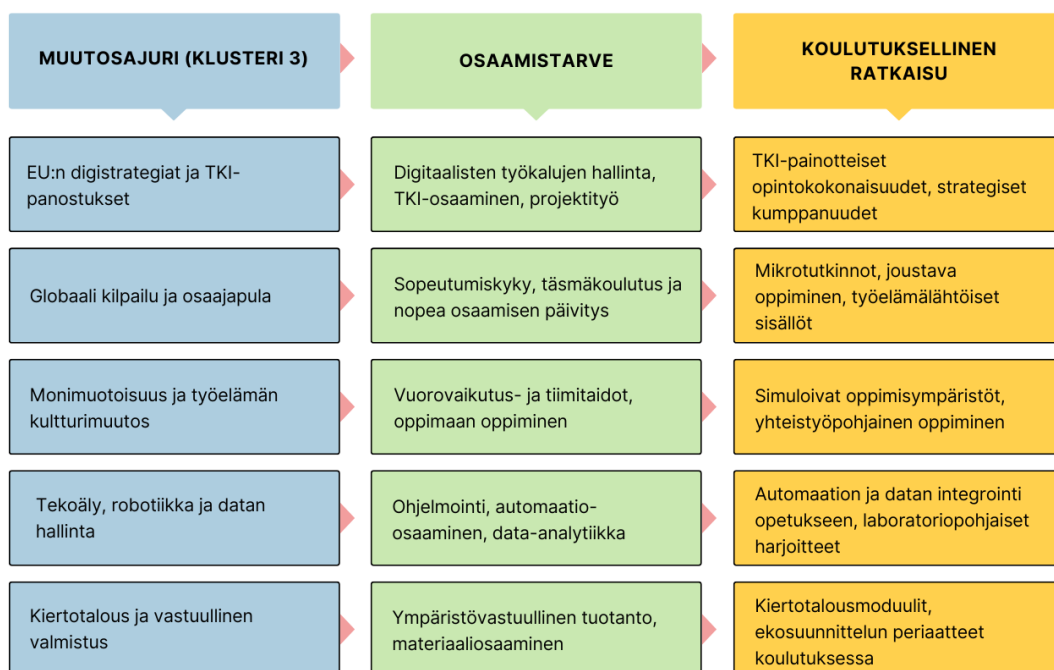 MUUTOSAJURI (KLUSTERI 3)
OSAAMISTARVE
KOULUTUKSELLINEN
RATKAISU
EU:n digistrategiat ja TKI-
panostukset
Digitaalisten työkalujen hallinta,
TKI-osaaminen, projektityö
TKI-painotteiset
opintokokonaisuudet, strategiset
kumppanuudet
Globaali kilpailu ja osaajapula
Sopeutumiskyky, täsmäkoulutus ja
nopea osaamisen päivitys
Mikrotutkinnot, joustava
oppiminen, työelämälähtöiset
sisällöt
Monimuotoisuus ja työelämän
kultturimuutos
Vuorovaikutus- ja tiimitaidot,
oppimaan oppiminen
Simuloivat oppimisympäristöt,
yhteistyöpohjainen oppiminen
Tekoäly, robotiikka ja datan
hallinta
Ohjelmointi, automaatio-
osaaminen, data-analytiikka
Automaation ja datan integrointi
opetukseen, laboratoriopohjaiset
harjoitteet
Kiertotalous ja vastuullinen
valmistus
Ympäristövastuullinen tuotanto,
materiaaliosaaminen
Kiertotalousmoduulit,
ekosuunnittelun periaatteet
koulutuksessa